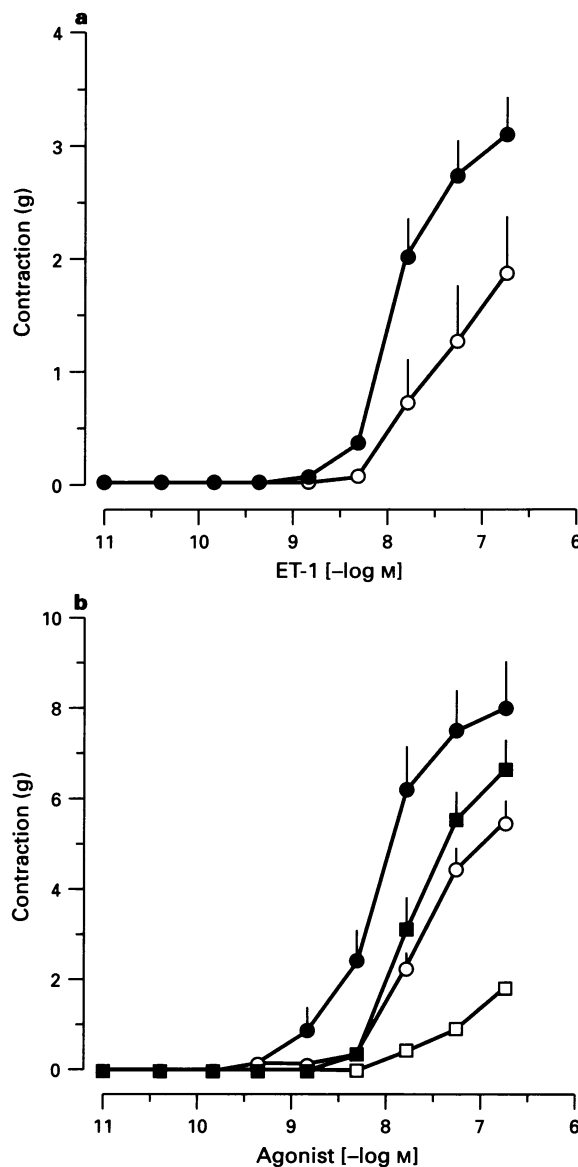 a
4
3
2
1
0
Contraction (g)
11 10 9 8 7 6
ET-1 [–log M]
b
10
8
6
4
2
0
Contraction (g)
11 10 9 8 7 6
Agonist [–log M]